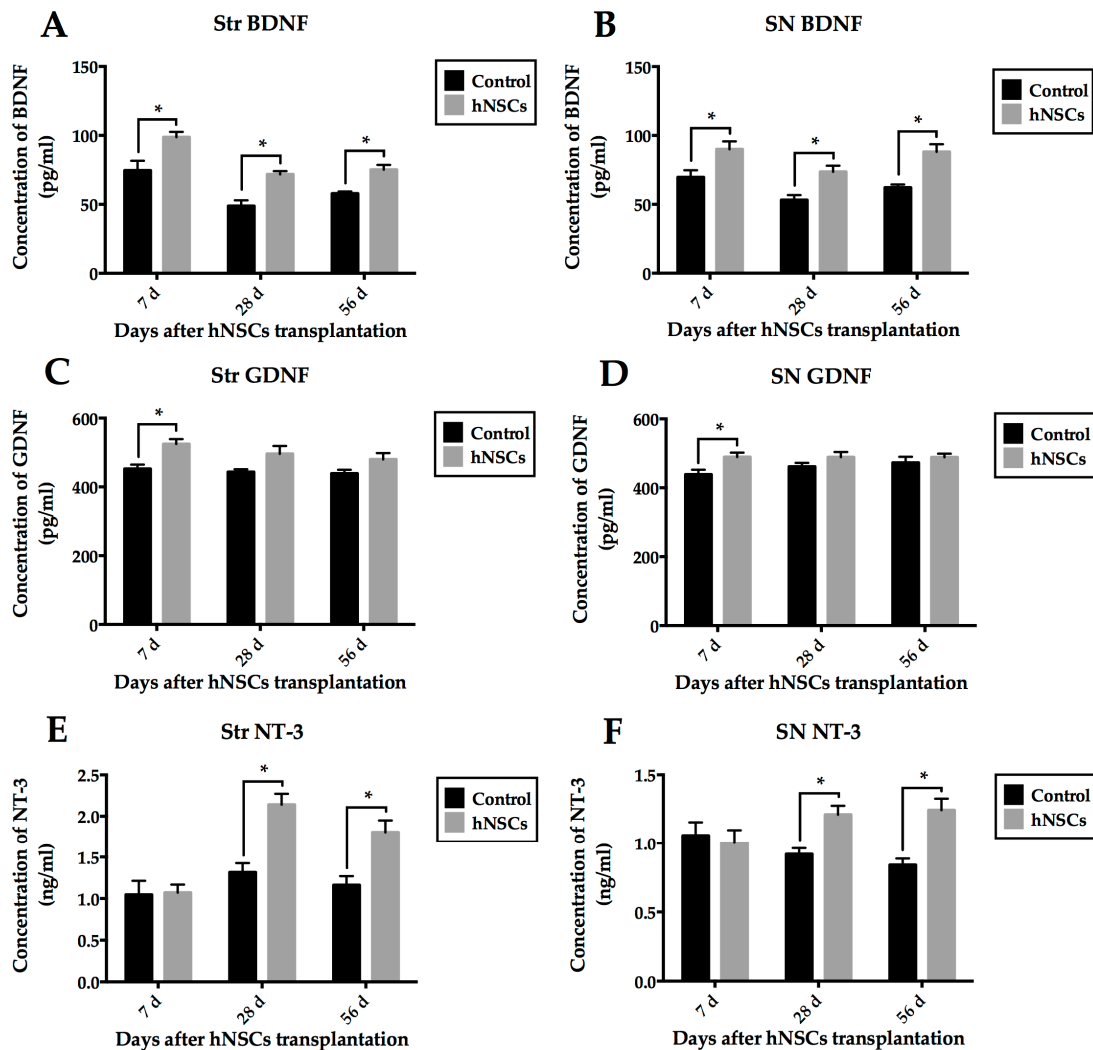 A
Str BDNF
Concentration of BDNF
(pg/ml)
150
100
50
0
*
*
*
Control
hNSCs
7 d
28 d
56 d
Days after hNSCs transplantation
B
SN BDNF
Concentration of BDNF
(pg/ml)
150
100
50
0
*
*
*
Control
hNSCs
7 d
28 d
56 d
Days after hNSCs transplantation
C
Str GDNF
Concentration of GDNF
(pg/ml)
600
400
200
0
*
Control
hNSCs
7 d
28 d
56 d
Days after hNSCs transplantation
D
SN GDNF
Concentration of GDNF
(pg/ml)
600
400
200
0
*
Control
hNSCs
7 d
28 d
56 d
Days after hNSCs transplantation
E
Str NT-3
Concentration of NT-3
(ng/ml)
2.5
2.0
1.5
1.0
0.5
0.0
*
*
Control
hNSCs
7 d
28 d
56 d
Days after hNSCs transplantation
F
SN NT-3
Concentration of NT-3
(ng/ml)
1.5
1.0
0.5
0.0
*
*
Control
hNSCs
7 d
28 d
56 d
Days after hNSCs transplantation